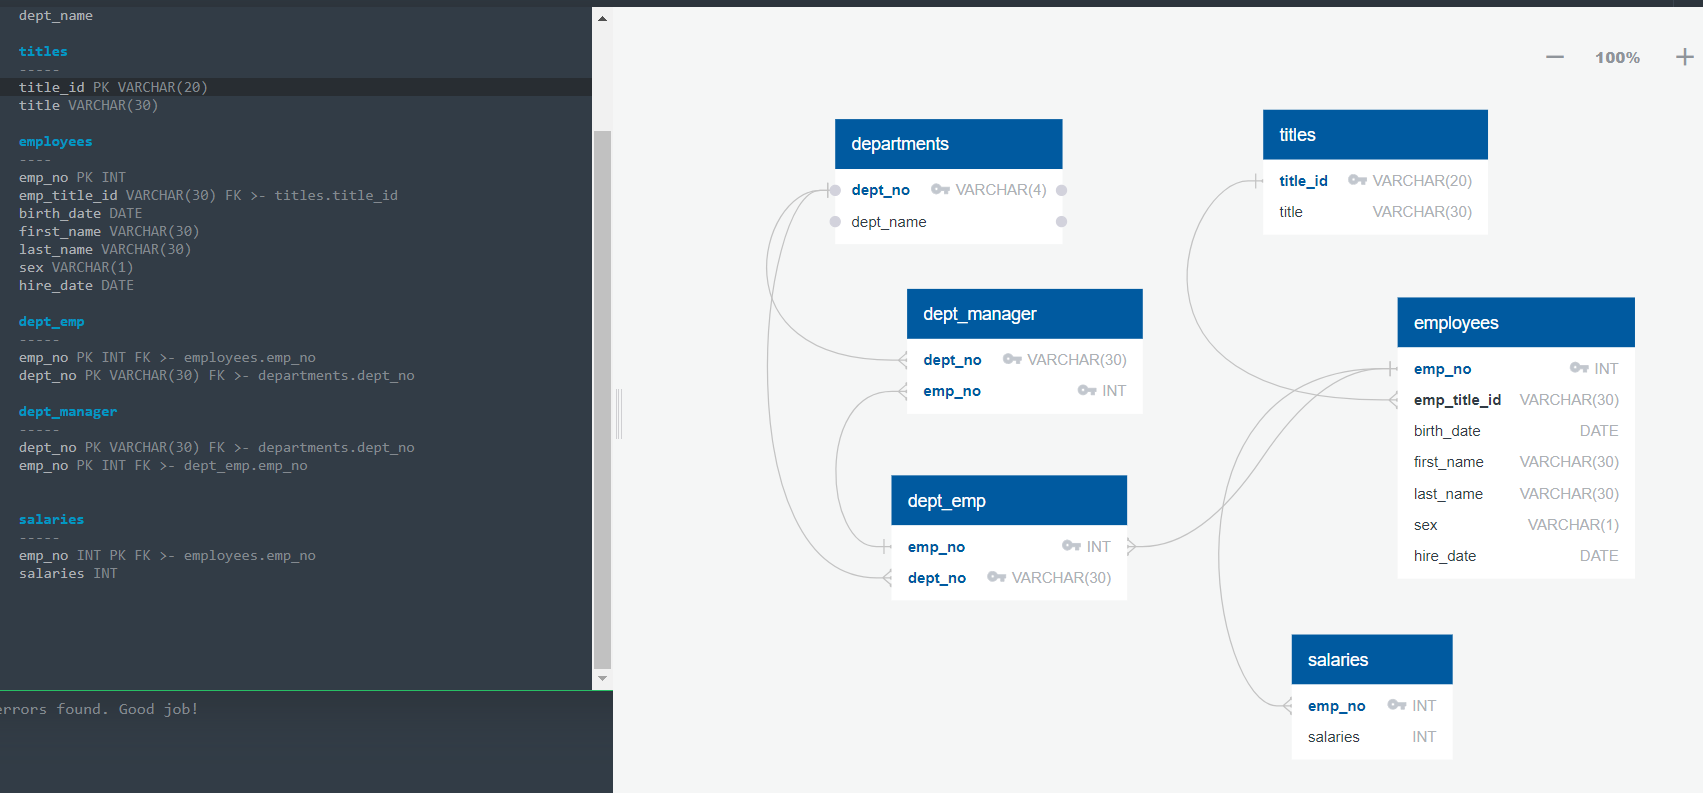 dept_name
titles
-----
title_id PK VARCHAR(20)
title VARCHAR(30)
employees
----
emp_no PK INT
emp_title_id VARCHAR(30) FK >- titles.title_id
birth_date DATE
first_name VARCHAR(30)
last_name VARCHAR(30)
sex VARCHAR(1)
hire_date DATE
dept_emp
-----
emp_no PK INT FK >- employees.emp_no
dept_no PK VARCHAR(30) FK >- departments.dept_no
dept_manager
-----
dept_no PK VARCHAR(30) FK >- departments.dept_no
emp_no PK INT FK >- dept_emp.emp_no
salaries
-----
emp_no INT PK FK >- employees.emp_no
salaries INT
errors found. Good job!
100%
departments
dept_no VARCHAR(4)
dept_name
titles
title_id VARCHAR(20)
title VARCHAR(30)
dept_manager
dept_no VARCHAR(30)
emp_no INT
employees
emp_no INT
emp_title_id VARCHAR(30)
birth_date DATE
first_name VARCHAR(30)
last_name VARCHAR(30)
sex VARCHAR(1)
hire_date DATE
dept_emp
emp_no INT
dept_no VARCHAR(30)
salaries
emp_no INT
salaries INT